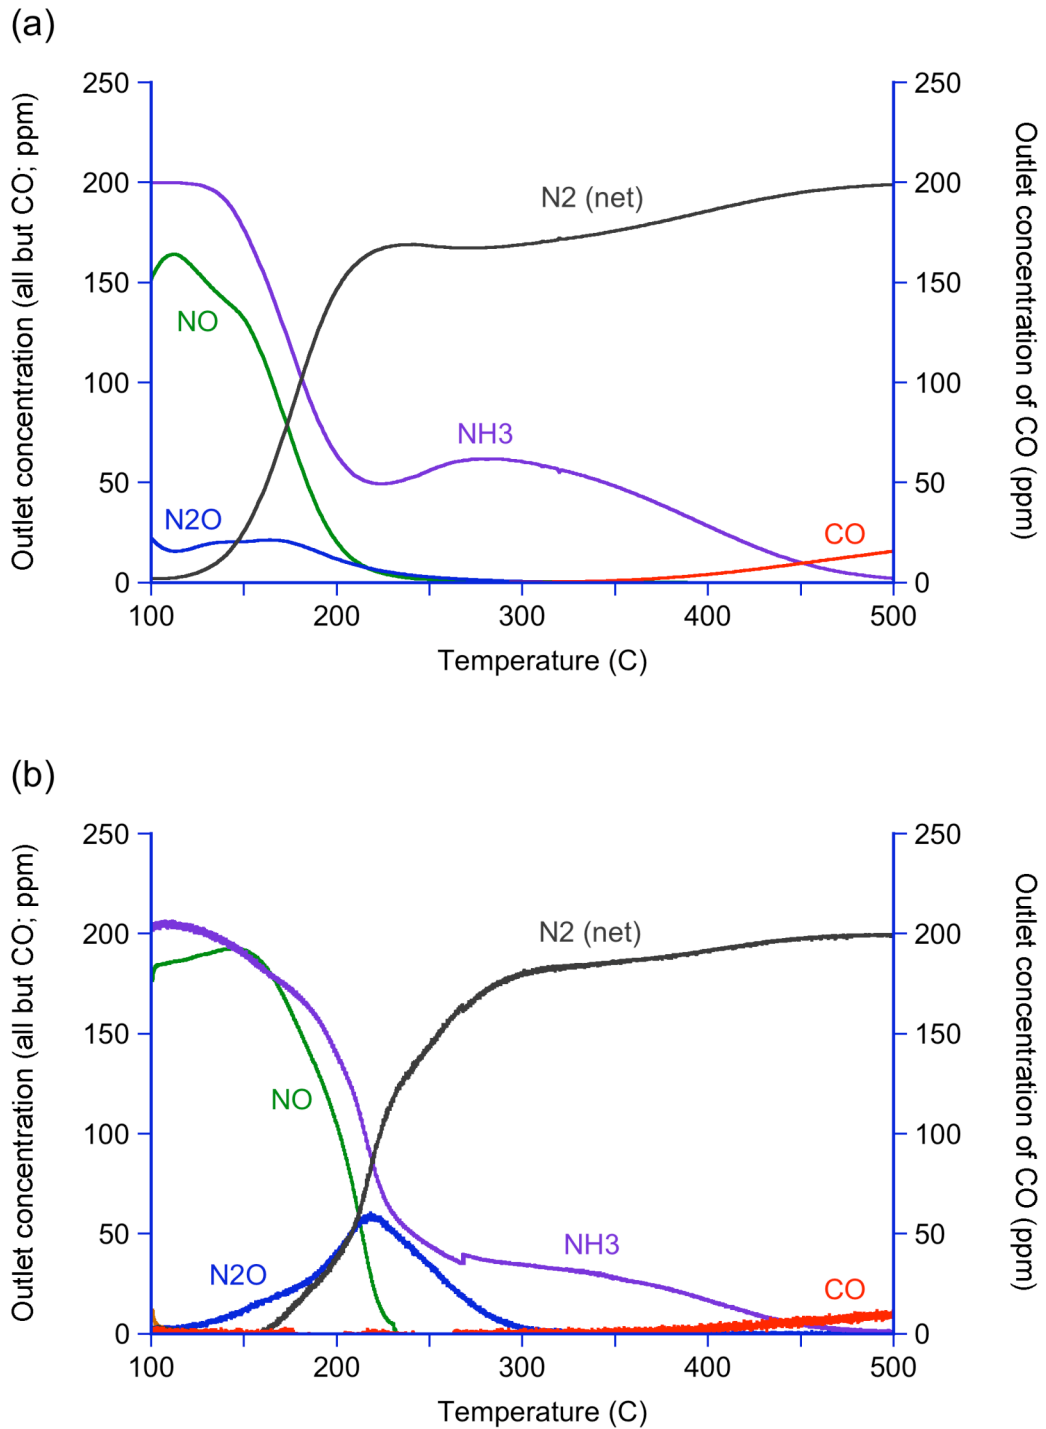 (a)
Outlet concentration (all but CO; ppm)
Outlet concentration of CO (ppm)
250
200
150
100
50
0
250
200
150
100
50
0
N2 (net)
NO
NH3
N2O
CO
100
200
300
400
500
Temperature (C)
(b)
Outlet concentration (all but CO; ppm)
Outlet concentration of CO (ppm)
250
200
150
100
50
0
250
200
150
100
50
0
N2 (net)
NO
NH3
N2O
CO
100
200
300
400
500
Temperature (C)